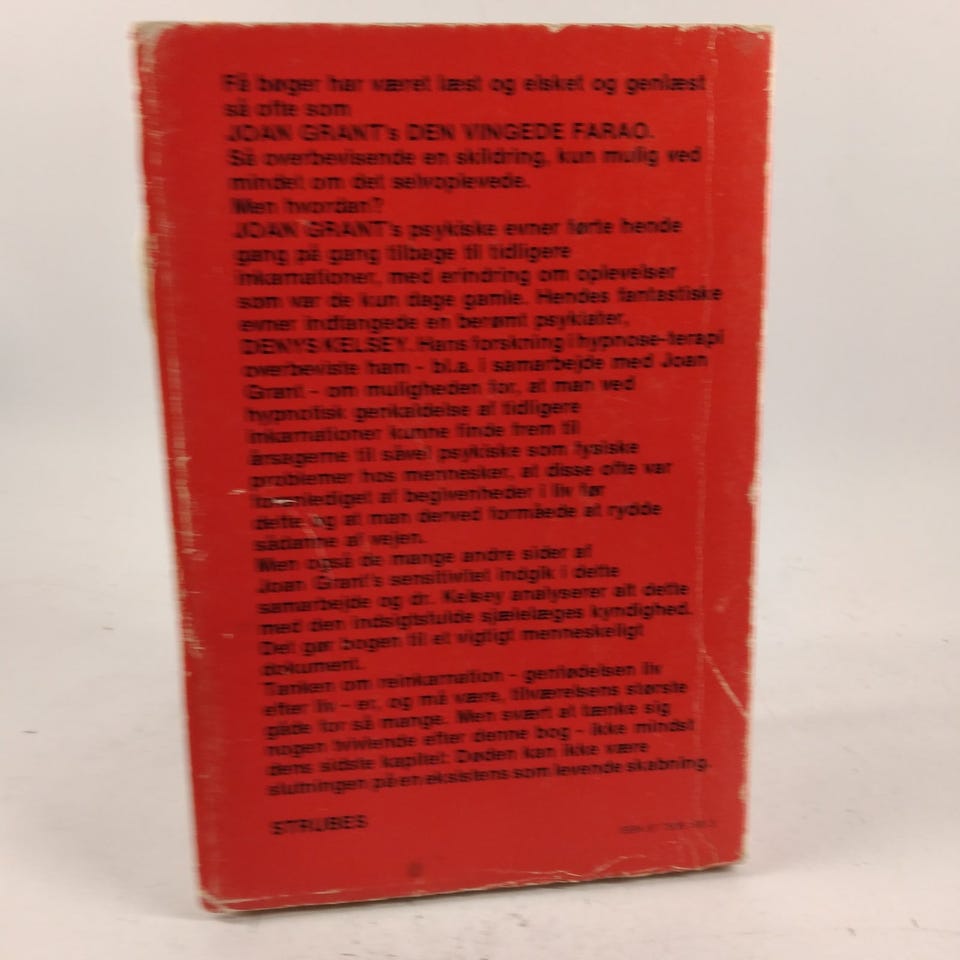 Få bøger har været læst og elsket og genlæst
så ofte som
JOAN GRANT's DEN VINGEDE FARAO.
Så overbevisende en skildring, kun mulig ved
mindet om det selvoplevede.
Men hvordan?
JOAN GRANT's psykiske evner førte hende
gang på gang tilbage til tidligere
inkarnationer, med erindring om oplevelser
som var de kun dage gamle. Hendes fantastiske
evner indfangede en berømt psykiater,
DENYS KELSEY. Hans forskning i hypnose-terapi
overbeviste ham - bl.a. i samarbejde med Joan
Grant - om muligheden for, at man ved
hypnotisk genkaldelse af tidligere
inkarnationer kunne finde frem til
årsagerne til såvel psykiske som fysiske
problemer hos mennesker, at disse ofte var
foranlediget af begivenheder i liv før
dette og at man derved formåede at rydde
sådanne af vejen.
Men også de mange andre sider af
Joan Grant's sensitivitet indgik i dette
samarbejde og dr. Kelsey analyserer alt dette
med den indsigtsfulde sjælelæges kyndighed.
Det gør bogen til et vigtigt menneskeligt
dokument.
Tanken om reinkarnation - genfødelsen liv
efter liv - er, og må være, tilværelsens største
gåde for så mange. Men svært at tænke sig
nogen tvivlende efter denne bog - ikke mindst
dens sidste kapitel: Døden kan ikke være
slutningen på en eksistens som levende skabning.
STRUBES
ISBN 87